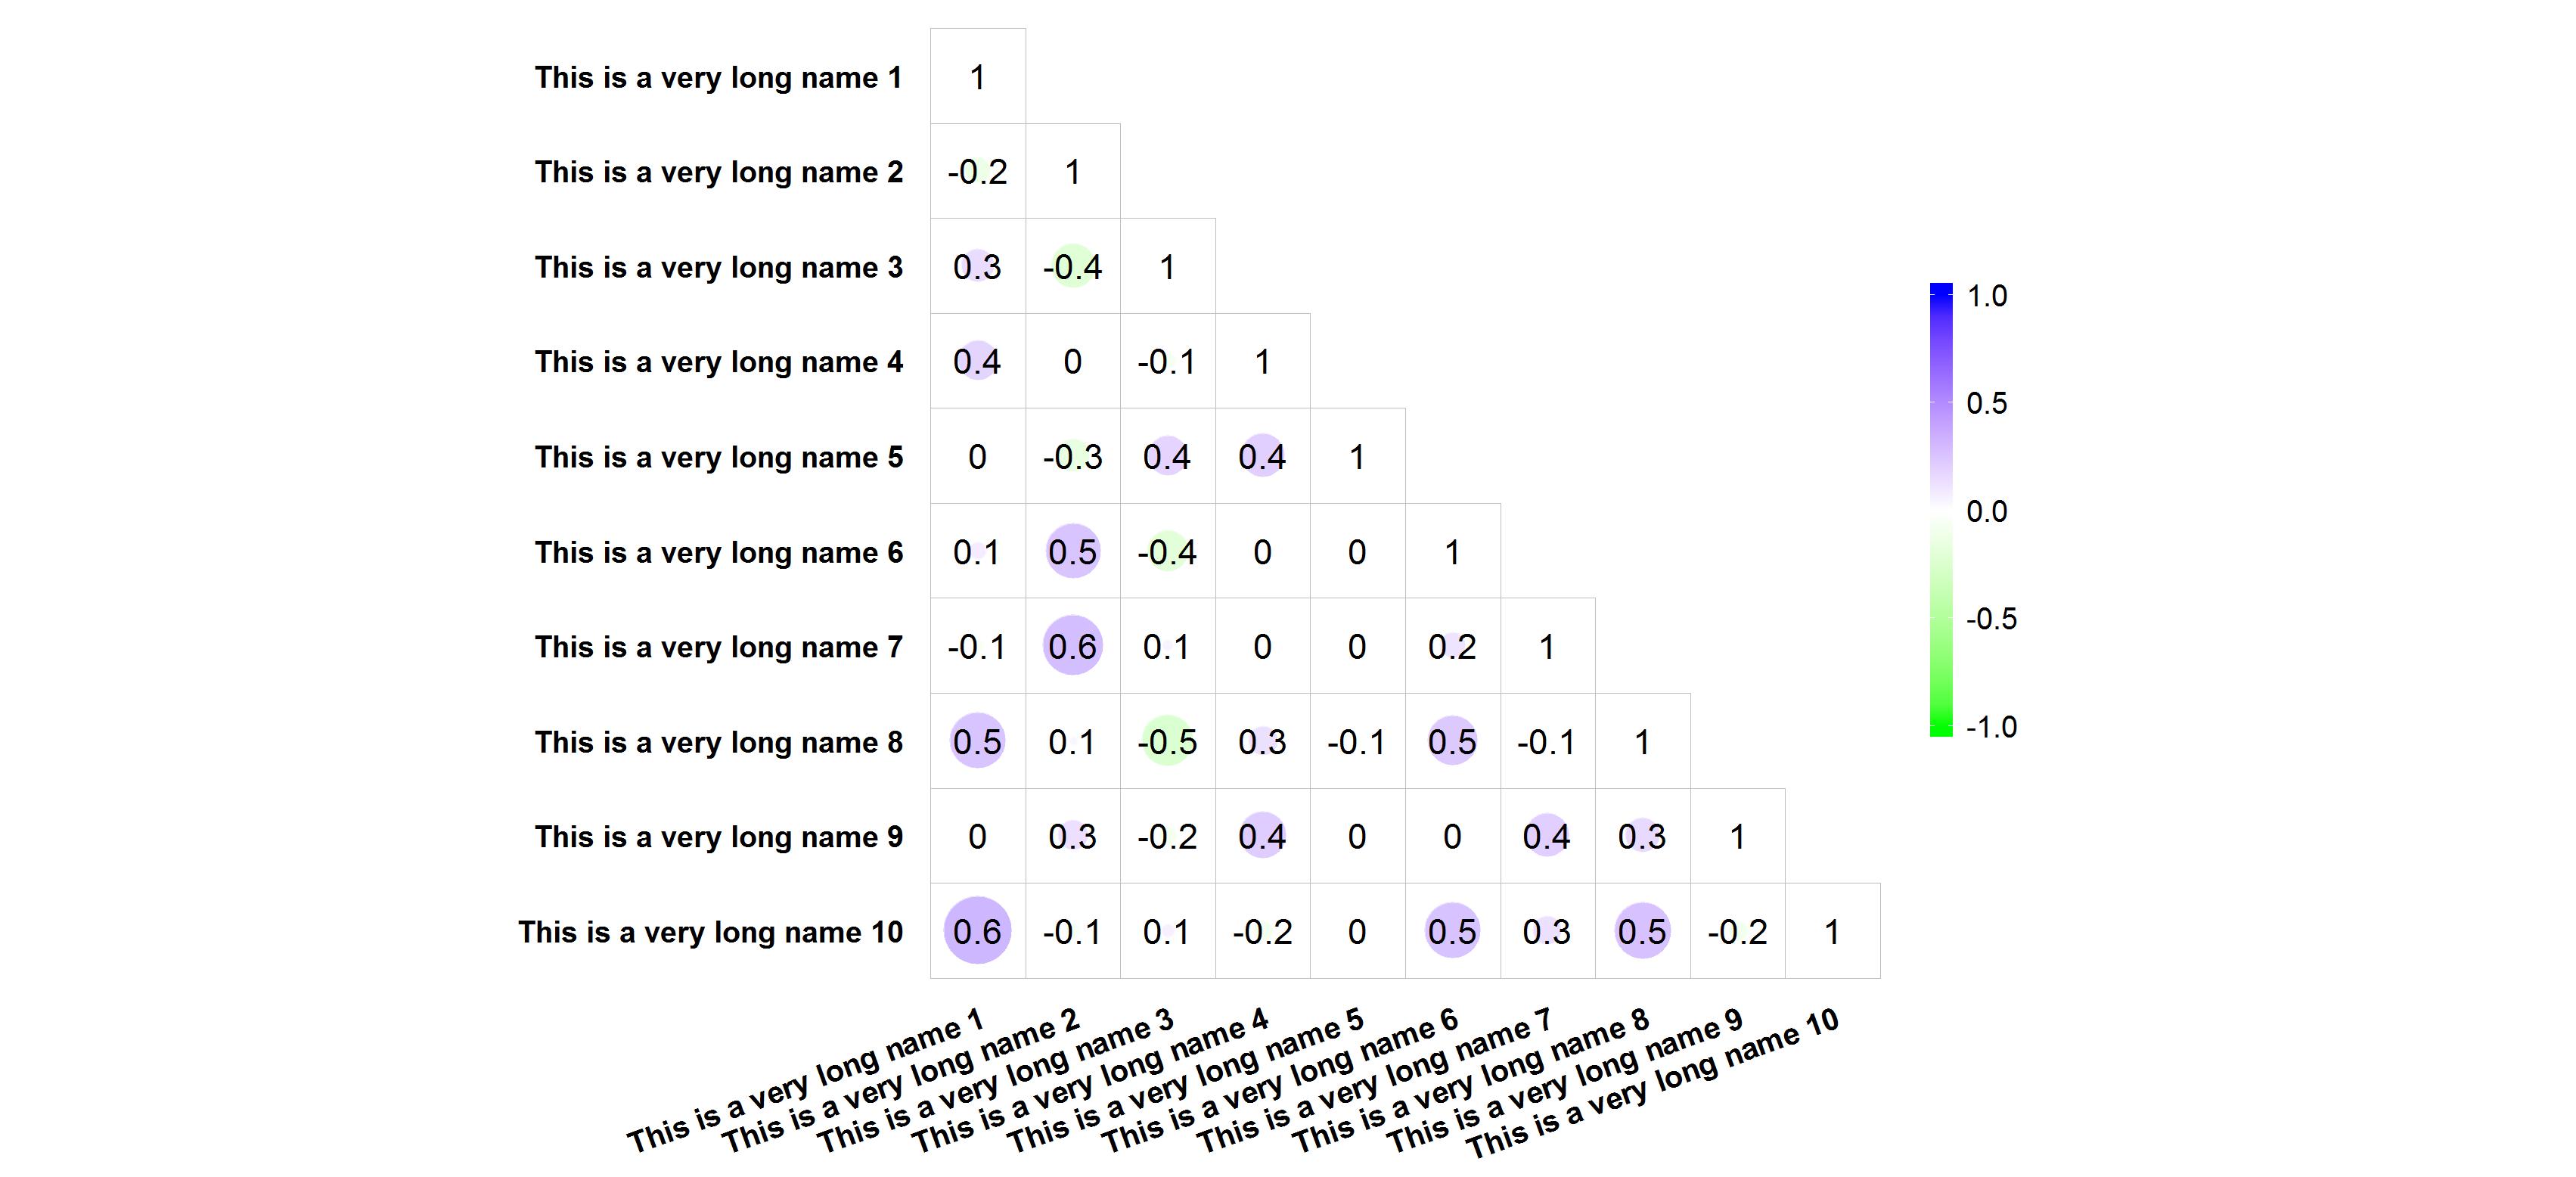 This is a very long name 1 1
This is a very long name 2 -0.2 1
This is a very long name 3 0.3 -0.4 1
This is a very long name 4 0.4 0 -0.1 1
This is a very long name 5 0 -0.3 0.4 0.4 1
This is a very long name 6 0.1 0.5 -0.4 0 0 1
This is a very long name 7 -0.1 0.6 0.1 0 0 0.2 1
This is a very long name 8 0.5 0.1 -0.5 0.3 -0.1 0.5 -0.1 1
This is a very long name 9 0 0.3 -0.2 0.4 0 0 0.4 0.3 1
This is a very long name 10 0.6 -0.1 0.1 -0.2 0 0.5 0.3 0.5 -0.2 1
This is a very long name 1
This is a very long name 2
This is a very long name 3
This is a very long name 4
This is a very long name 5
This is a very long name 6
This is a very long name 7
This is a very long name 8
This is a very long name 9
This is a very long name 10
1.0
0.5
0.0
-0.5
-1.0